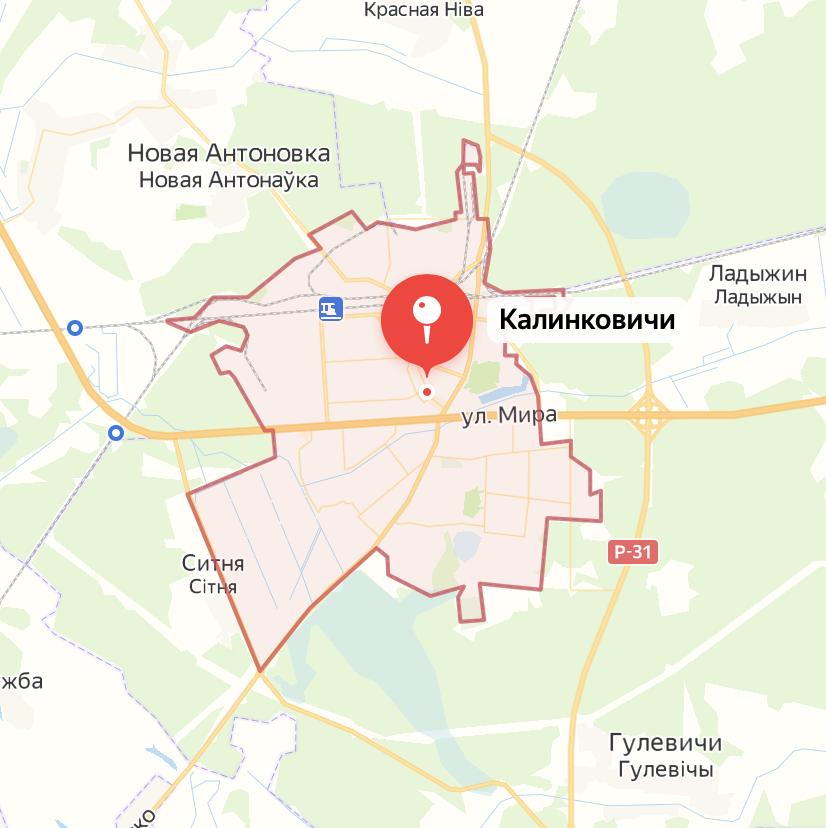 Красная Ніва
Новая Антоновка
Новая Антонаўка
Ладыжин
Ладыжын
Калинковичи
ул. Мира
Р-31
Ситня
Сітня
жба
Гулевичи
Гулевічы
ко